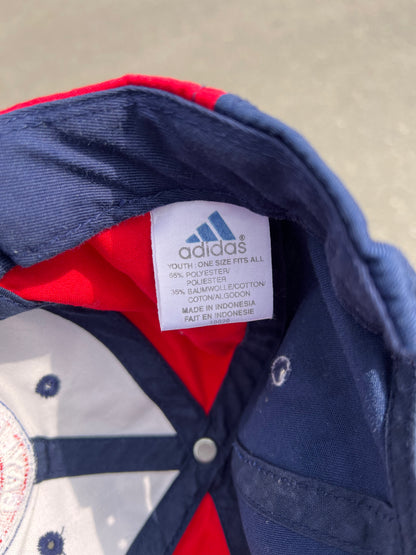 adidas®
YOUTH : ONE SIZE FITS ALL
65% POLYESTER/
POLIESTER
35% BAUMWOLLE/COTTON/
COTON/ALGODON
MADE IN INDONESIA
FAIT EN INDONESIE